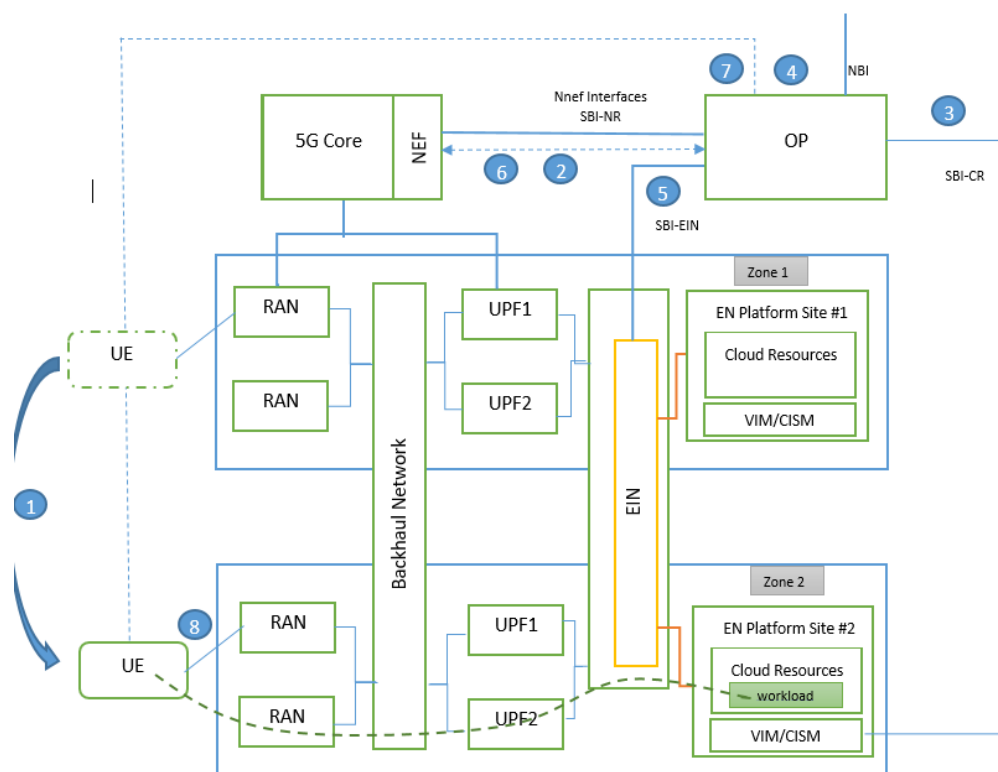 7
4
NBI
3
Nnef Interfaces
SBI-NR
5G Core
NEF
OP
6
2
5
SBI-CR
SBI-EIN
Zone 1
RAN
UPF1
EN Platform Site #1
Cloud Resources
UE
RAN
UPF2
VIM/CISM
Backhaul Network
EIN
1
Zone 2
8
RAN
UPF1
EN Platform Site #2
UE
Cloud Resources
workload
RAN
UPF2
VIM/CISM